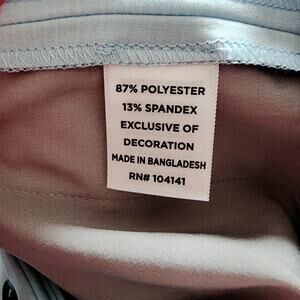 87% POLYESTER
13% SPANDEX
EXCLUSIVE OF
DECORATION
MADE IN BANGLADESH
RN# 104141